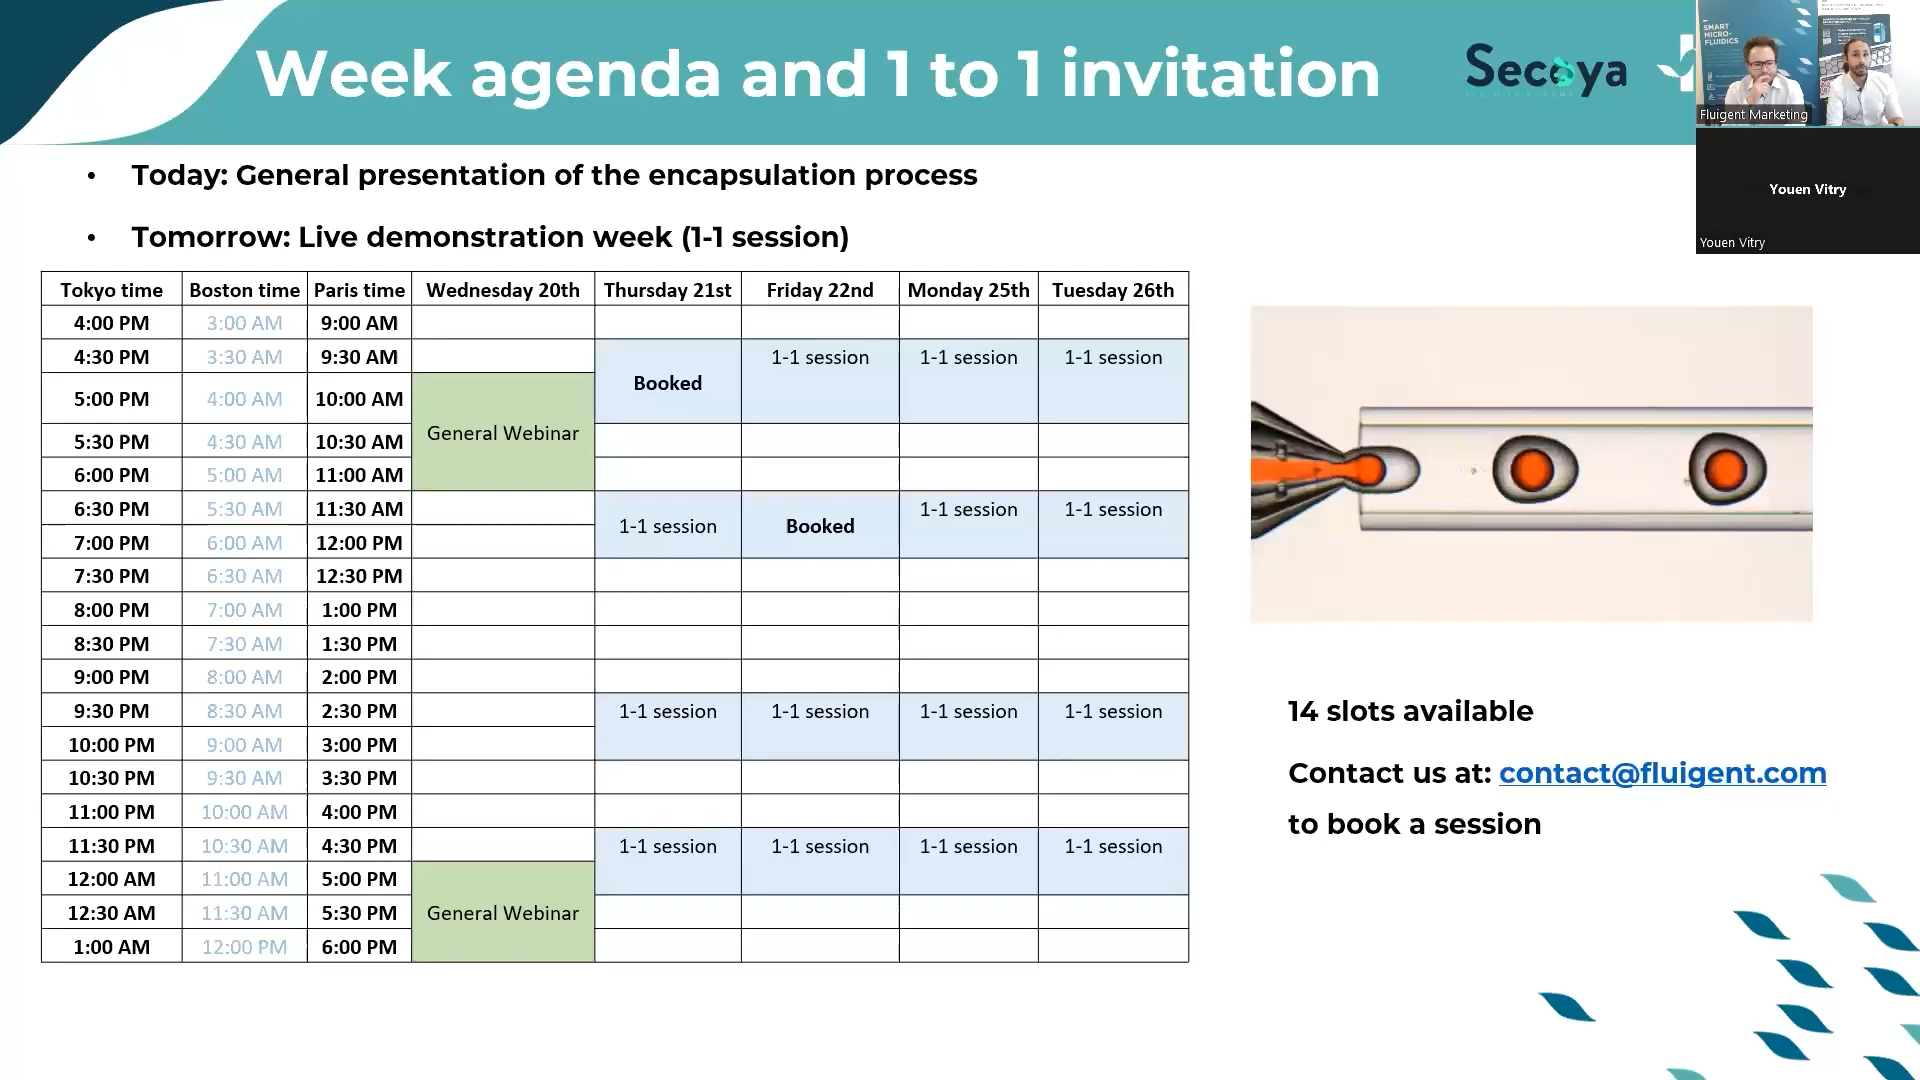 Week agenda and 1 to 1 invitation
Secoya
SMART
MICRO-
FLUIDICS
Fluigent Marketing
Youen Vitry
Youen Vitry
• Today: General presentation of the encapsulation process
• Tomorrow: Live demonstration week (1-1 session)
Tokyo time Boston time Paris time Wednesday 20th Thursday 21st Friday 22nd Monday 25th Tuesday 26th
4:00 PM 3:00 AM 9:00 AM
4:30 PM 3:30 AM 9:30 AM 1-1 session 1-1 session 1-1 session
Booked
5:00 PM 4:00 AM 10:00 AM
General Webinar
5:30 PM 4:30 AM 10:30 AM
6:00 PM 5:00 AM 11:00 AM
6:30 PM 5:30 AM 11:30 AM 1-1 session 1-1 session
1-1 session Booked
7:00 PM 6:00 AM 12:00 PM
7:30 PM 6:30 AM 12:30 PM
8:00 PM 7:00 AM 1:00 PM
8:30 PM 7:30 AM 1:30 PM
9:00 PM 8:00 AM 2:00 PM
9:30 PM 8:30 AM 2:30 PM 1-1 session 1-1 session 1-1 session 1-1 session
10:00 PM 9:00 AM 3:00 PM
10:30 PM 9:30 AM 3:30 PM
11:00 PM 10:00 AM 4:00 PM
11:30 PM 10:30 AM 4:30 PM 1-1 session 1-1 session 1-1 session 1-1 session
12:00 AM 11:00 AM 5:00 PM
12:30 AM 11:30 AM 5:30 PM General Webinar
1:00 AM 12:00 PM 6:00 PM
14 slots available
Contact us at: contact@fluigent.com
to book a session